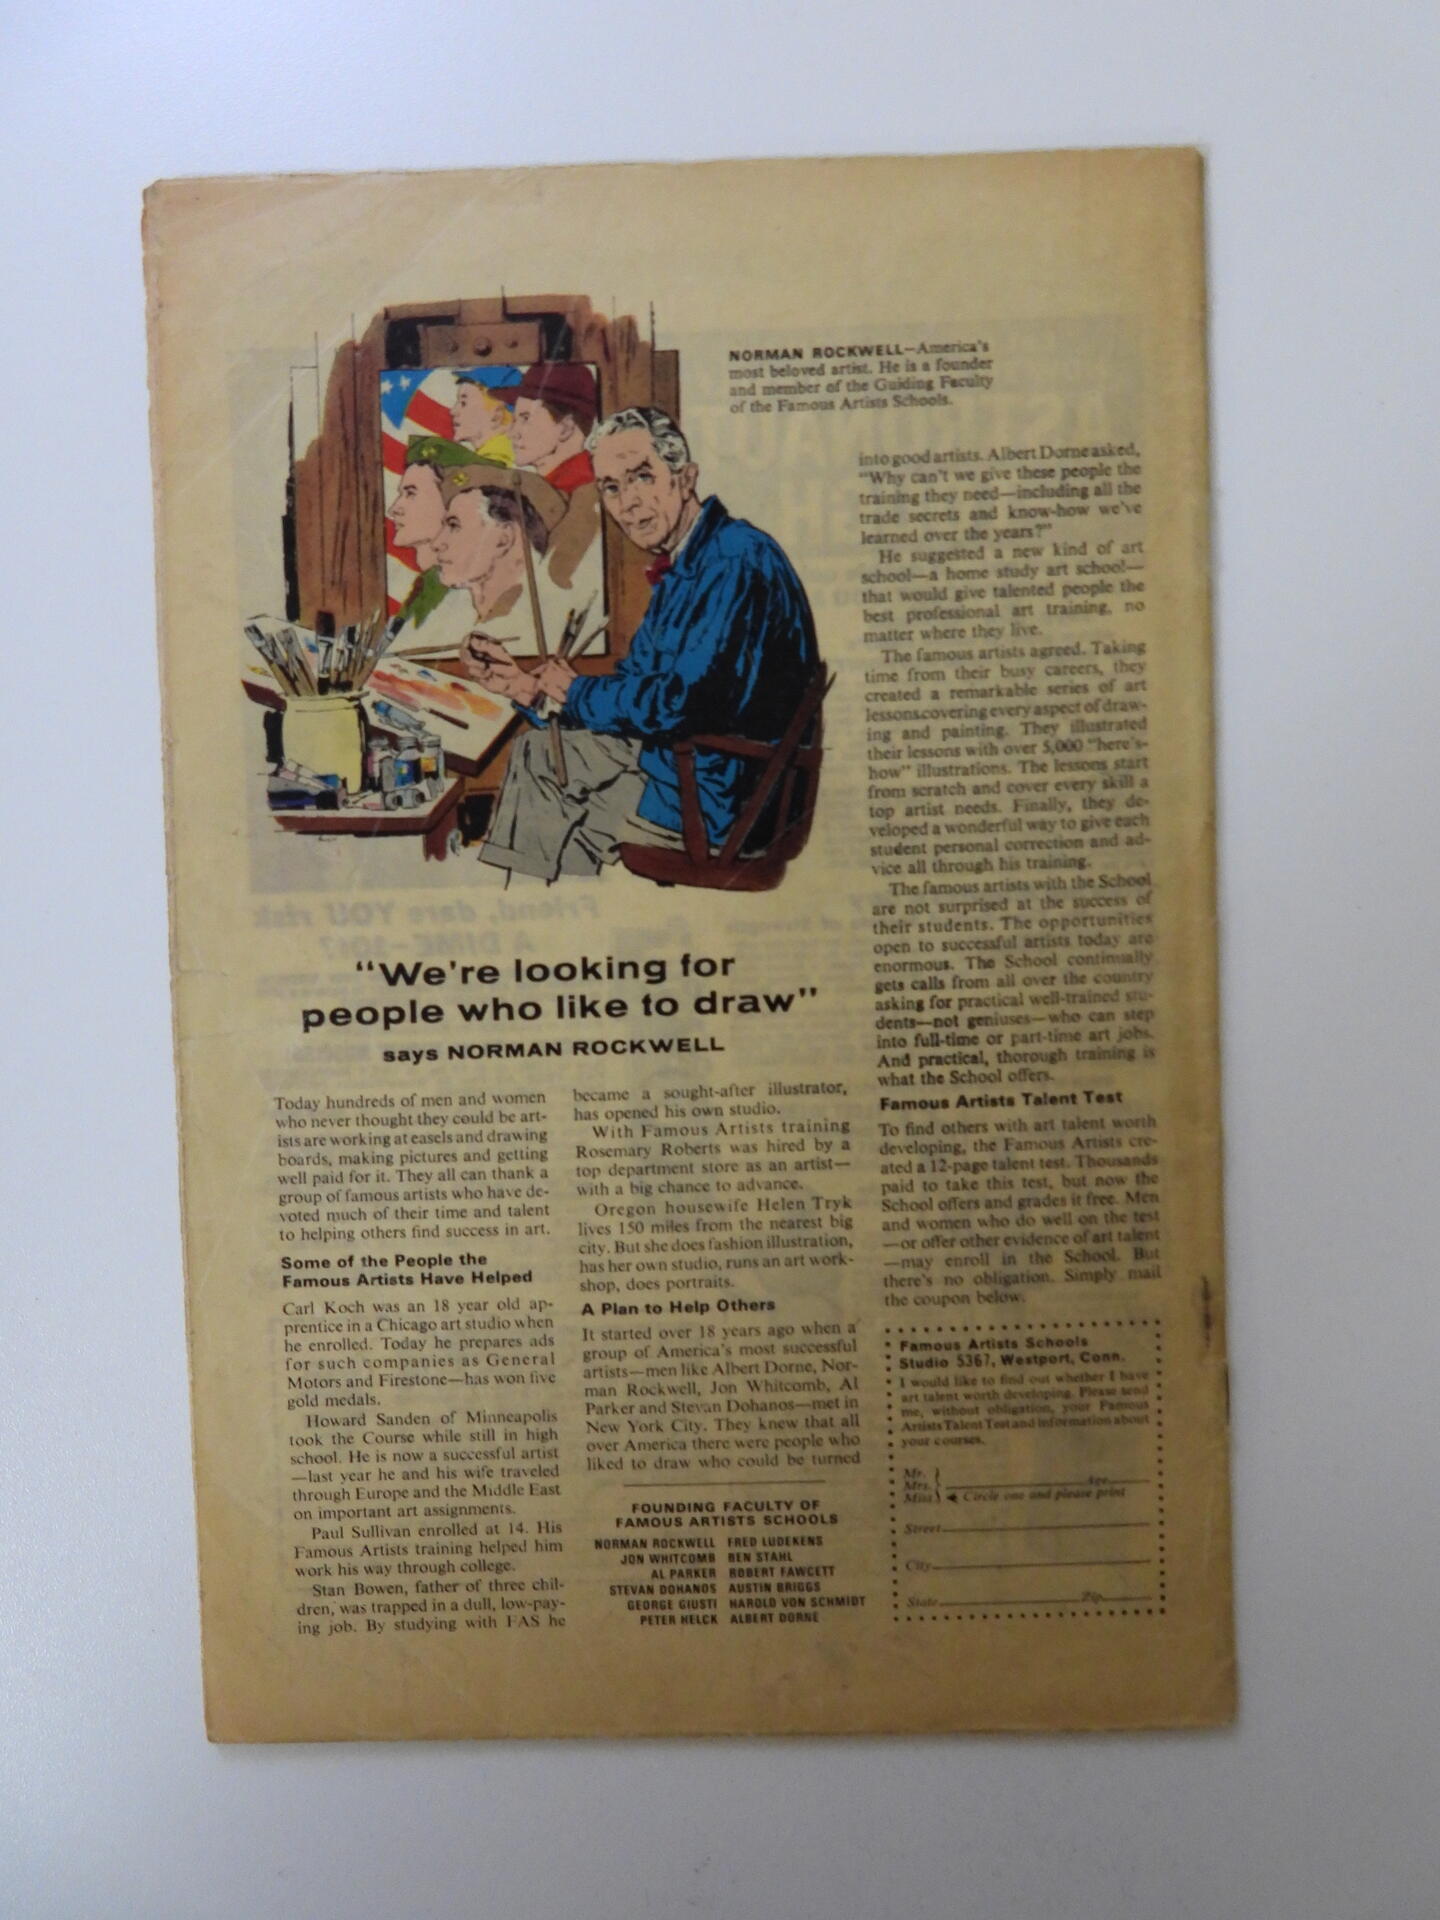 NORMAN ROCKWELL—America's
most beloved artist. He is a founder
and member of the Guiding Faculty
of the Famous Artists Schools.
"We're looking for
people who like to draw"
says NORMAN ROCKWELL
Today hundreds of men and women
who never thought they could be art-
ists are working at easels and drawing
boards, making pictures and getting
well paid for it. They all can thank a
group of famous artists who have de-
voted much of their time and talent
to helping others find success in art.
Some of the People the
Famous Artists Have Helped
Carl Koch was an 18 year old ap-
prentice in a Chicago art studio when
he enrolled. Today he prepares ads
for such companies as General
Motors and Firestone—has won five
gold medals.
Howard Sanden of Minneapolis
took the Course while still in high
school. He is now a successful artist
—last year he and his wife traveled
through Europe and the Middle East
on important art assignments.
Paul Sullivan enrolled at 14. His
Famous Artists training helped him
work his way through college.
Stan Bowen, father of three chil-
dren, was trapped in a dull, low-pay-
ing job. By studying with FAS he
became a sought-after illustrator,
has opened his own studio.
With Famous Artists training
Rosemary Roberts was hired by a
top department store as an artist—
with a big chance to advance.
Oregon housewife Helen Tryk
lives 150 miles from the nearest big
city. But she does fashion illustration,
has her own studio, runs an art work-
shop, does portraits.
A Plan to Help Others
It started over 18 years ago when a
group of America's most successful
artists—men like Albert Dorne, Nor-
man Rockwell, Jon Whitcomb, Al
Parker and Stevan Dohanos—met in
New York City. They knew that all
over America there were people who
liked to draw who could be turned
into good artists. Albert Dorne asked,
"Why can't we give these people the
training they need—including all the
trade secrets and know-how we've
learned over the years?"
He suggested a new kind of art
school—a home study art school—
that would give talented people the
best professional art training, no
matter where they live.
The famous artists agreed. Taking
time from their busy careers, they
created a remarkable series of art
lessons covering every aspect of draw-
ing and painting. They illustrated
their lessons with over 5,000 "here's-
how" illustrations. The lessons start
from scratch and cover every skill a
top artist needs. Finally, they de-
veloped a wonderful way to give each
student personal correction and ad-
vice all through his training.
The famous artists with the School
are not surprised at the success of
their students. The opportunities
open to successful artists today are
enormous. The School continually
gets calls from all over the country
asking for practical well-trained stu-
dents—not geniuses—who can step
into full-time or part-time art jobs.
And practical, thorough training is
what the School offers.
Famous Artists Talent Test
To find others with art talent worth
developing, the Famous Artists cre-
ated a 12-page talent test. Thousands
paid to take this test, but now the
School offers and grades it free. Men
and women who do well on the test
—or offer other evidence of art talent
—may enroll in the School. But
there's no obligation. Simply mail
the coupon below.
FOUNDING FACULTY OF
FAMOUS ARTISTS SCHOOLS
NORMAN ROCKWELL FRED LUDEKENS
JON WHITCOMB BEN STAHL
AL PARKER ROBERT FAWCETT
STEVAN DOHANOS AUSTIN BRIGGS
GEORGE GIUSTI HAROLD VON SCHMIDT
PETER HELCK ALBERT DORNE
Famous Artists Schools
Studio 5367, Westport, Conn.
I would like to find out whether I have
art talent worth developing. Please send
me, without obligation, your Famous
Artists Talent Test and information about
your courses.
Mr.
Mrs. Age
Miss Circle one and please print
Street
City
State Zip